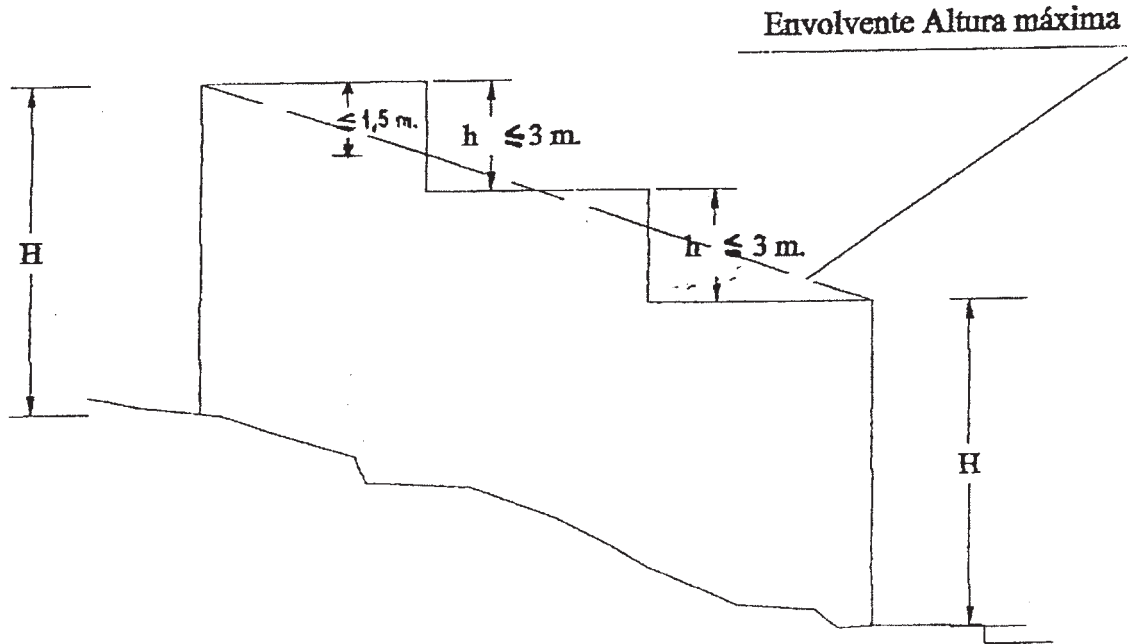 Envolvente Altura máxima
≦ 1,5 m.
h ≦ 3 m.
h ≦ 3 m.
H
H